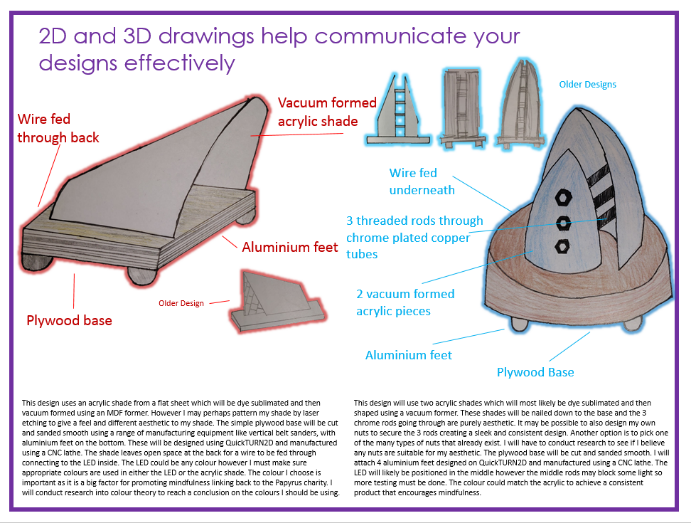 2D and 3D drawings help communicate your
designs effectively
Wire fed
through back
Vacuum formed
acrylic shade
Aluminium feet
Older Design
Plywood base
Older Designs
Wire fed
underneath
3 threaded rods through
chrome plated copper
tubes
2 vacuum formed
acrylic pieces
Aluminium feet
Plywood Base
This design uses an acrylic shade from a flat sheet which will be dye sublimated and then
vacuum formed using an MDF former. However I may perhaps pattern my shade by laser
etching to give a feel and different aesthetic to my shade. The simple plywood base will be cut
and sanded smooth using a range of manufacturing equipment like vertical belt sanders, with
aluminium feet on the bottom. These will be designed using QuickTURN2D and manufactured
using a CNC lathe. The shade leaves open space at the back for a wire to be fed through
connecting to the LED inside. The LED could be any colour however I must make sure
appropriate colours are used in either the LED or the acrylic shade. The colour I choose is
important as it is a big factor for promoting mindfulness linking back to the Papyrus charity. I
will conduct research into colour theory to reach a conclusion on the colours I should be using.
This design will use two acrylic shades which will most likely be dye sublimated and then
shaped using a vacuum former. These shades will be nailed down to the base and the 3
chrome rods going through are purely aesthetic. It may be possible to also design my own
nuts to secure the 3 rods creating a sleek and consistent design. Another option is to pick one
of the many types of nuts that already exist. I will have to conduct research to see if I believe
any nuts are suitable for my aesthetic. The plywood base will be cut and sanded smooth. I will
attach 4 aluminium feet designed on QuickTURN2D and manufactured using a CNC lathe. The
LED will likely be positioned in the middle however the middle rods may block some light so
more testing must be done. The colour could match the acrylic to achieve a consistent
product that encourages mindfulness.